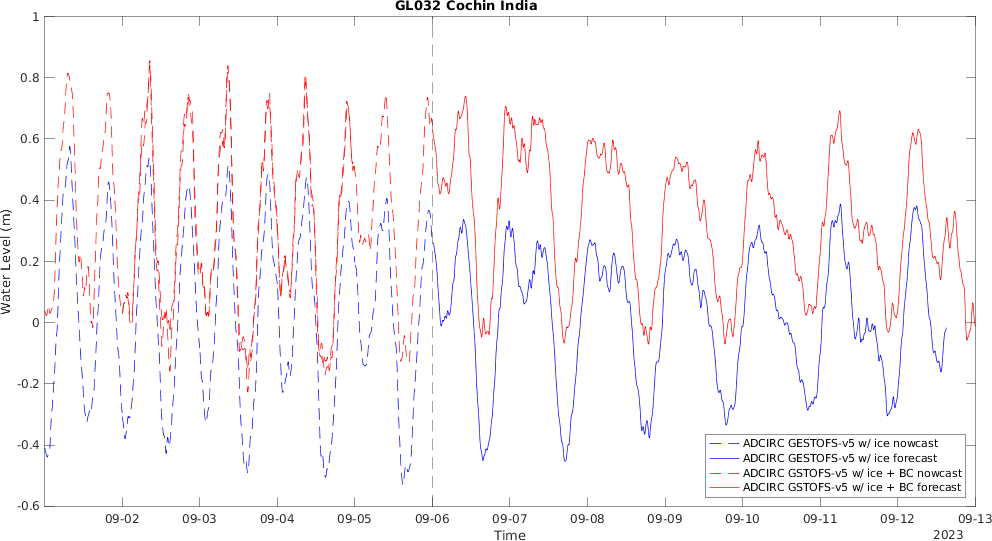 GL032 Cochin India
1
0.8
0.6
0.4
0.2
0
-0.2
-0.4
-0.6
Water Level (m)
ADCIRC GESTOFS-v5 w/ ice nowcast
ADCIRC GESTOFS-v5 w/ ice forecast
ADCIRC GSTOFS-v5 w/ ice + BC nowcast
ADCIRC GSTOFS-v5 w/ ice + BC forecast
09-02 09-03 09-04 09-05 09-06 09-07 09-08 09-09 09-10 09-11 09-12 09-13
Time 2023